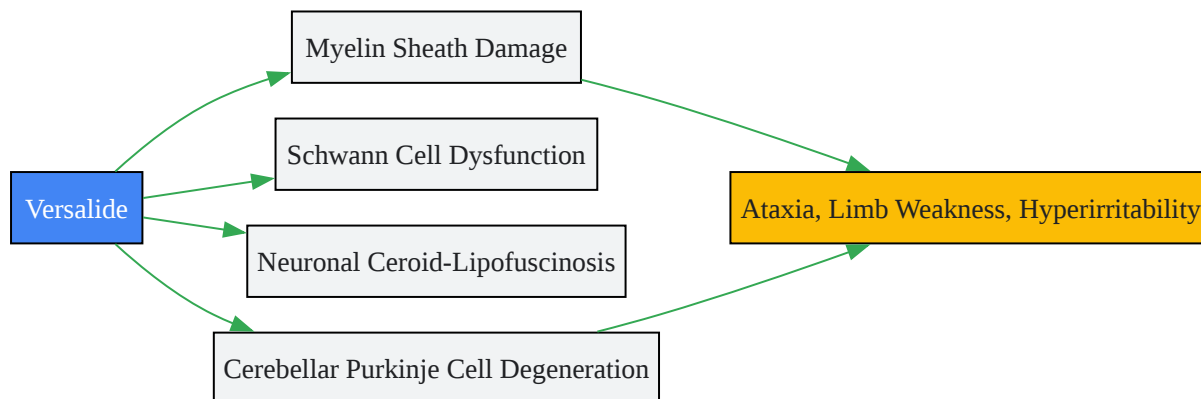 Myelin Sheath Damage
Schwann Cell Dysfunction
Versalide
Ataxia, Limb Weakness, Hyperirritability
Neuronal Ceroid-Lipofuscinosis
Cerebellar Purkinje Cell Degeneration